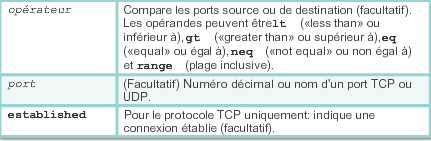 opérateur
Compare les ports source ou de destination (facultatif).
Les opérandes peuvent être lt («less than» ou
inférieur à), gt («greater than» ou supérieur à), eq
(«equal» ou égal à), neq («not equal» ou non égal à)
et range (plage inclusive).
port
(Facultatif) Numéro décimal ou nom d'un port TCP ou
UDP.
established
Pour le protocole TCP uniquement: indique une
connexion établie (facultatif).